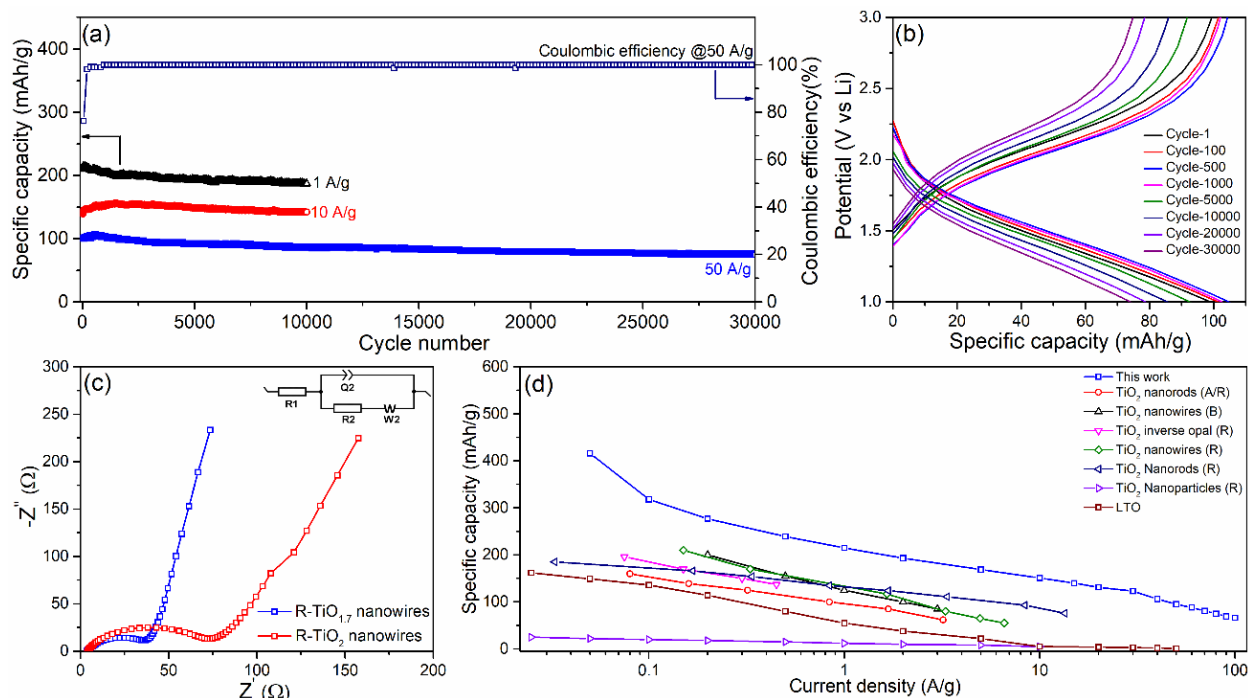 (a)
Coulombic efficiency @50 A/g
1 A/g
10 A/g
50 A/g
Specific capacity (mAh/g)
400
350
300
250
200
150
100
50
0
Coulombic efficiency(%)
100
80
60
40
20
0
0 5000 10000 15000 20000 25000 30000
Cycle number
(b)
Potential (V vs Li)
3.0
2.5
2.0
1.5
1.0
Cycle-1
Cycle-100
Cycle-500
Cycle-1000
Cycle-5000
Cycle-10000
Cycle-20000
Cycle-30000
0 20 40 60 80 100
Specific capacity (mAh/g)
(c)
R1
Q2
R2
W2
-Z″ (Ω)
300
250
200
150
100
50
0
R-TiO₁.₇ nanowires
R-TiO₂ nanowires
0 50 100 150 200
Z′ (Ω)
(d)
Specific capacity (mAh/g)
600
500
400
300
200
100
0
This work
TiO₂ nanorods (A/R)
TiO₂ nanowires (B)
TiO₂ inverse opal (R)
TiO₂ nanowires (R)
TiO₂ Nanorods (R)
TiO₂ Nanoparticles (R)
LTO
0.1 1 10 100
Current density (A/g)